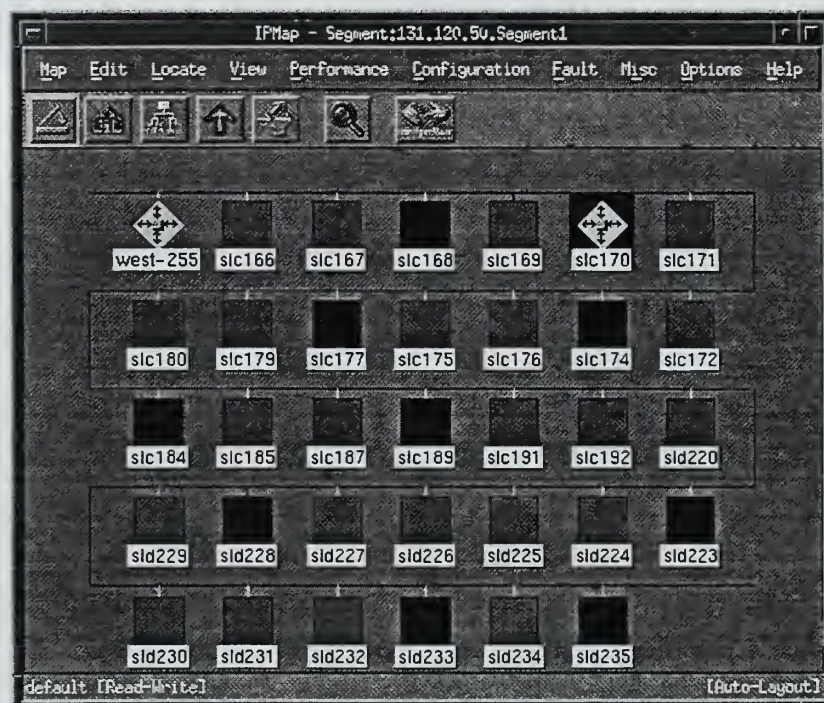 IPMap - Segment:131.120.50.Segment1
Map Edit Locate View Performance Configuration Fault Misc Options Help
west-255 slc166 slc167 slc168 slc169 slc170 slc171
slc180 slc179 slc177 slc175 slc176 slc174 slc172
slc184 slc185 slc187 slc189 slc191 slc192 sld220
sld229 sld228 sld227 sld226 sld225 sld224 sld223
sld230 sld231 sld232 sld233 sld234 sld235
default [Read-Write] [Auto-Layout]